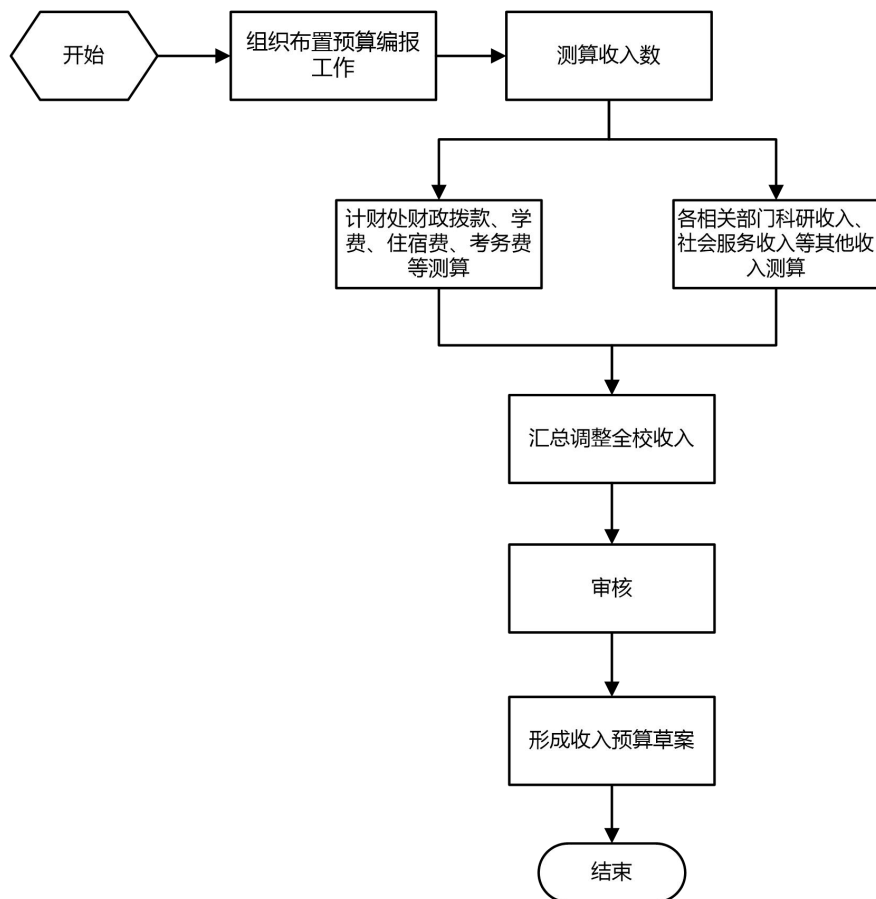 开始
组织布置预算编报
工作
测算收入数
计财处财政拨款、学
费、住宿费、考务费
等测算
各相关部门科研收入、
社会服务收入等其他收
入测算
汇总调整全校收入
审核
形成收入预算草案
结束